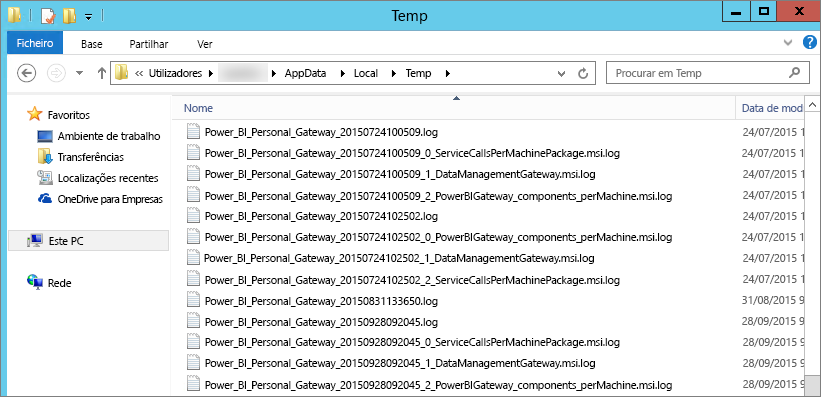 Temp
Ficheiro Base Partilhar Ver
Utilizadores AppData Local Temp Procurar em Temp
Nome Data de mod
Favoritos
Ambiente de trabalho
Transferências
Localizações recentes
OneDrive para Empresas
Este PC
Rede
Power_BI_Personal_Gateway_20150724100509.log 24/07/2015 1
Power_BI_Personal_Gateway_20150724100509_0_ServiceCallsPerMachinePackage.msi.log 24/07/2015 1
Power_BI_Personal_Gateway_20150724100509_1_DataManagementGateway.msi.log 24/07/2015 1
Power_BI_Personal_Gateway_20150724100509_2_PowerBIGateway_components_perMachine.msi.log 24/07/2015 1
Power_BI_Personal_Gateway_20150724102502.log 24/07/2015 1
Power_BI_Personal_Gateway_20150724102502_0_PowerBIGateway_components_perMachine.msi.log 24/07/2015 1
Power_BI_Personal_Gateway_20150724102502_1_DataManagementGateway.msi.log 24/07/2015 1
Power_BI_Personal_Gateway_20150724102502_2_ServiceCallsPerMachinePackage.msi.log 24/07/2015 1
Power_BI_Personal_Gateway_20150831133650.log 31/08/2015 9
Power_BI_Personal_Gateway_20150928092045.log 28/09/2015 9
Power_BI_Personal_Gateway_20150928092045_0_ServiceCallsPerMachinePackage.msi.log 28/09/2015 9
Power_BI_Personal_Gateway_20150928092045_1_DataManagementGateway.msi.log 28/09/2015 9
Power_BI_Personal_Gateway_20150928092045_2_PowerBIGateway_components_perMachine.msi.log 28/09/2015 9